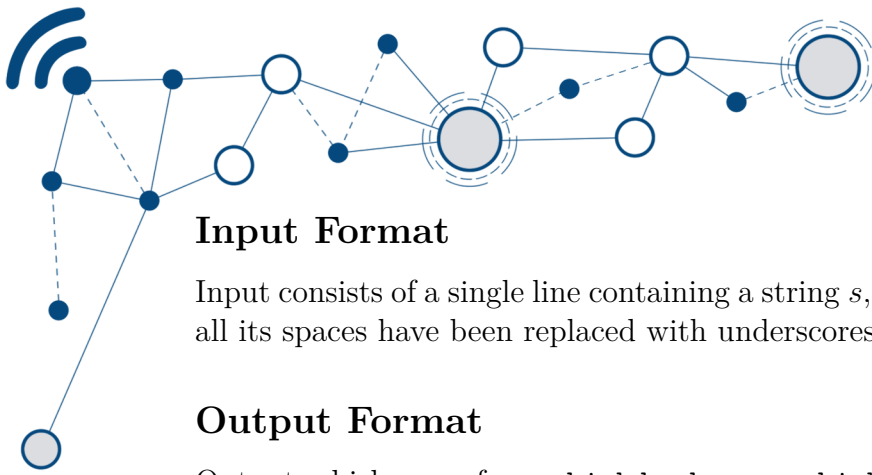 Input Format
Input consists of a single line containing a string s,
all its spaces have been replaced with underscores
Output Format